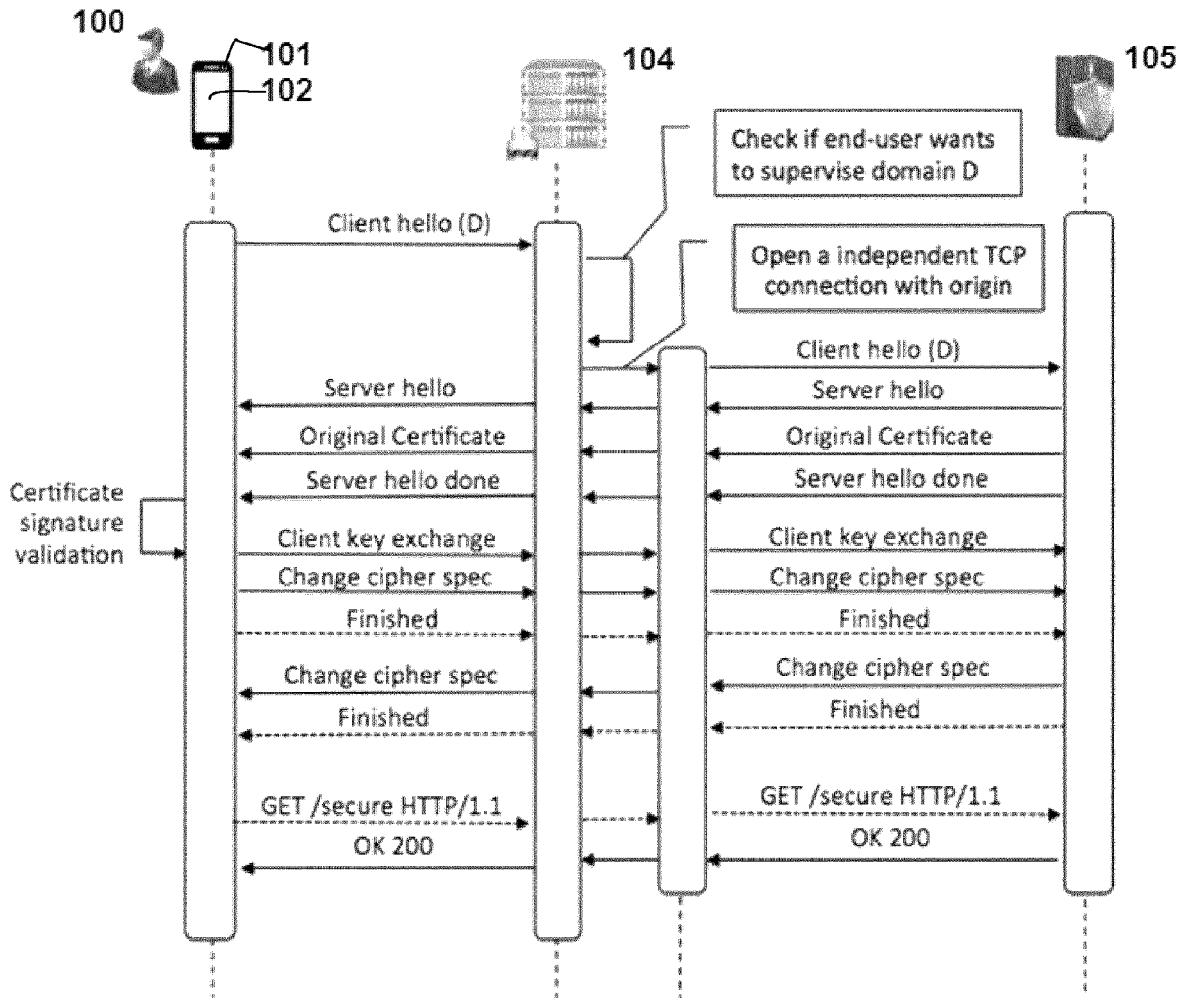 100
101
102
104
105
Check if end-user wants
to supervise domain D
Client hello (D)
Open a independent TCP
connection with origin
Client hello (D)
Server hello
Server hello
Original Certificate
Original Certificate
Server hello done
Server hello done
Certificate
signature
validation
Client key exchange
Client key exchange
Change cipher spec
Change cipher spec
Finished
Finished
Change cipher spec
Change cipher spec
Finished
Finished
GET /secure HTTP/1.1
GET /secure HTTP/1.1
OK 200
OK 200